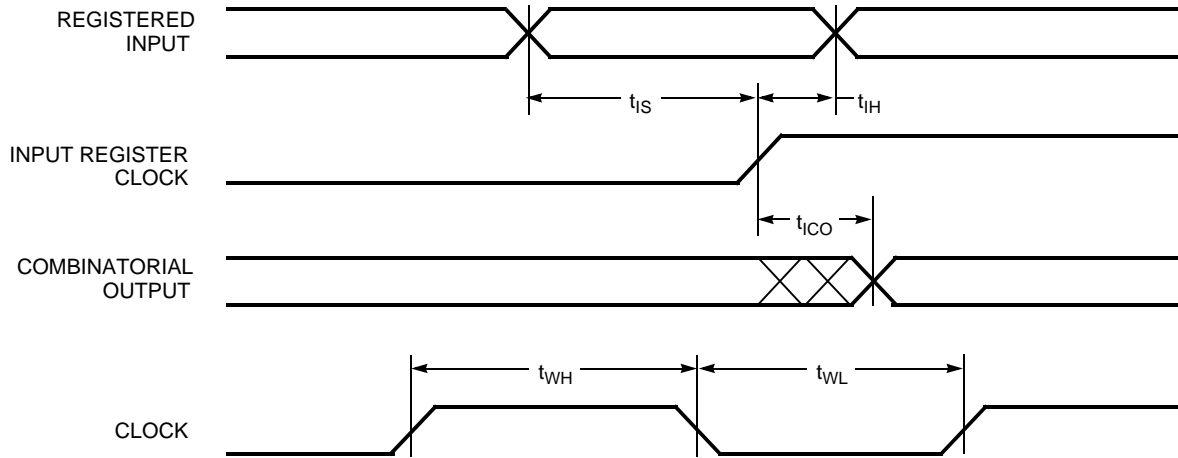 REGISTERED
INPUT
tIS
tIH
INPUT REGISTER
CLOCK
tICO
COMBINATORIAL
OUTPUT
tWH
tWL
CLOCK